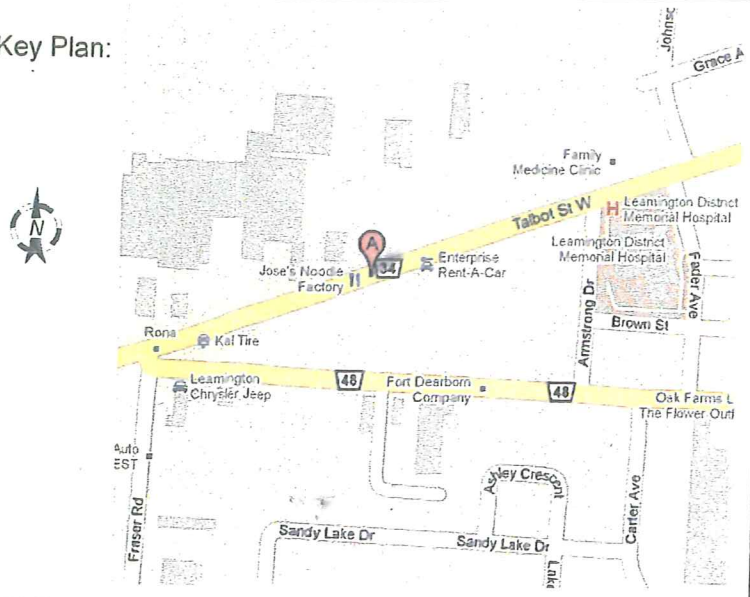 Key Plan:
Johnsc
Grace A
N
Family
Medicine Clinic
Talbot St W
H
Leamington District
Memorial Hospital
Leamington District
Memorial Hospital
A
34
Jose's Noodle
Factory
Enterprise
Rent-A-Car
Fader Ave
Armstrong Dr
Brown St
Rona
Kal Tire
Leamington
Chrysler Jeep
48
Fort Dearborn
Company
48
Oak Farms L
The Flower Outl
Auto
EST
Fraser Rd
Ashley Crescent
Carter Ave
Sandy Lake Dr
Sandy Lake Dr
Lake